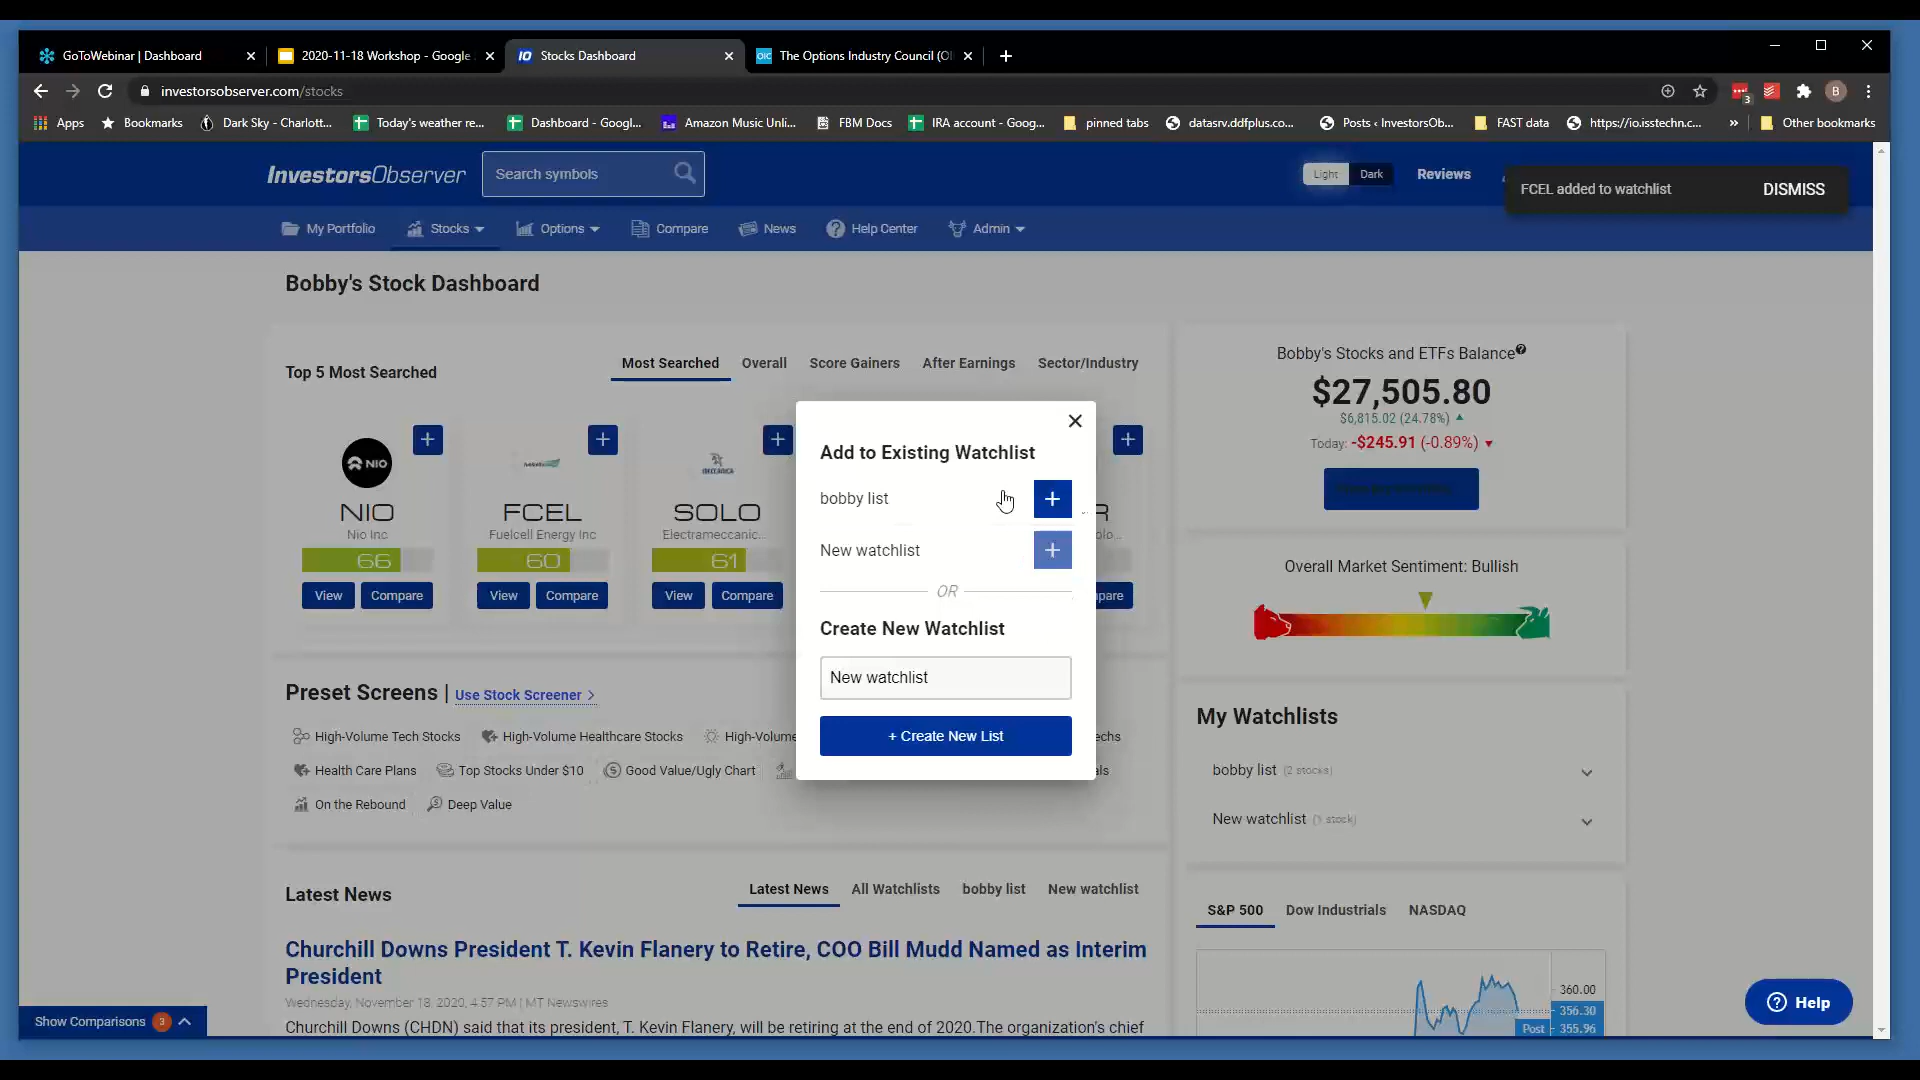 GoToWebinar | Dashboard
2020-11-18 Workshop - Google
Stocks Dashboard
The Options Industry Council (OI
investorsobserver.com/stocks
3
B
Apps
Bookmarks
Dark Sky - Charlott...
Today's weather re...
Dashboard - Googl...
Amazon Music Unli...
FBM Docs
IRA account - Goog...
pinned tabs
datasrv.ddfplus.co...
Posts ‹ InvestorsOb...
FAST data
https://io.isstechn.c...
»
Other bookmarks
InvestorsObserver
Search symbols
Light
Dark
Reviews
FCEL added to watchlist
DISMISS
My Portfolio
Stocks
Options
Compare
News
Help Center
Admin
Bobby's Stock Dashboard
Top 5 Most Searched
Most Searched
Overall
Score Gainers
After Earnings
Sector/Industry
NIO
NIO
Nio Inc
66
View
Compare
FCEL
Fuelcell Energy Inc
60
View
Compare
SOLO
Electrameccanic...
61
View
Compare
Add to Existing Watchlist
bobby list
New watchlist
OR
Create New Watchlist
New watchlist
+ Create New List
Bobby's Stocks and ETFs Balance
$27,505.80
$6,815.02 (24.78%)
Today: -$245.91 (-0.89%)
Overall Market Sentiment: Bullish
Preset Screens | Use Stock Screener >
High-Volume Tech Stocks
High-Volume Healthcare Stocks
High-Volume
Health Care Plans
Top Stocks Under $10
Good Value/Ugly Chart
On the Rebound
Deep Value
My Watchlists
bobby list (2 stocks)
New watchlist (1 stock)
Latest News
Latest News
All Watchlists
bobby list
New watchlist
Churchill Downs President T. Kevin Flanery to Retire, COO Bill Mudd Named as Interim
President
Wednesday, November 18, 2020, 4:57 PM | MT Newswires
Churchill Downs (CHDN) said that its president, T. Kevin Flanery, will be retiring at the end of 2020.The organization's chief
S&P 500
Dow Industrials
NASDAQ
360.00
356.30
Post 355.96
Show Comparisons 3
Help